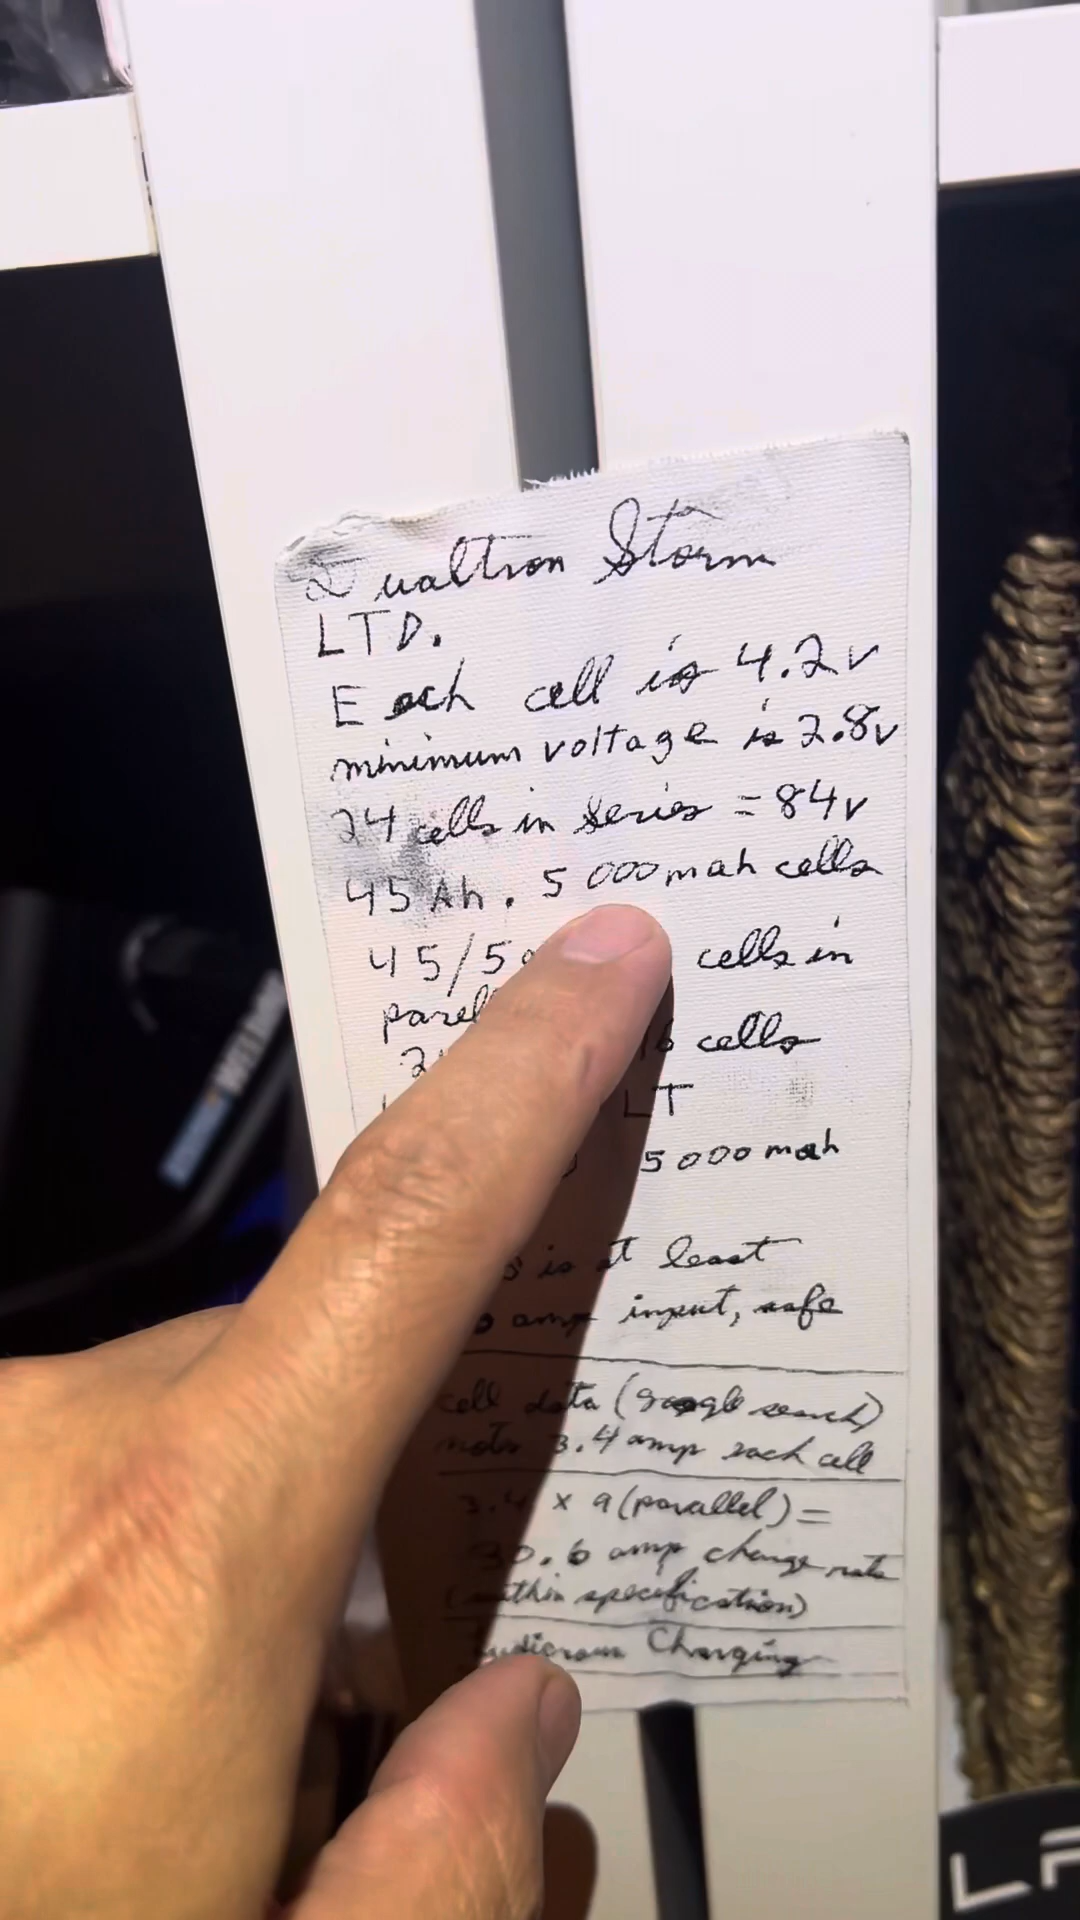 Dualtron Storm
LTD.
Each cell is 4.2v
minimum voltage is 2.8v
24 cells in series = 84v
45 Ah. 5000mah cells
45/5 cells in
cells
LT
5000mah
is at least
amp input, safe
cell data (google search)
3.4 amp each cell
x 9 (parallel) =
30.6 amp charge rate
(within specification)
Charging